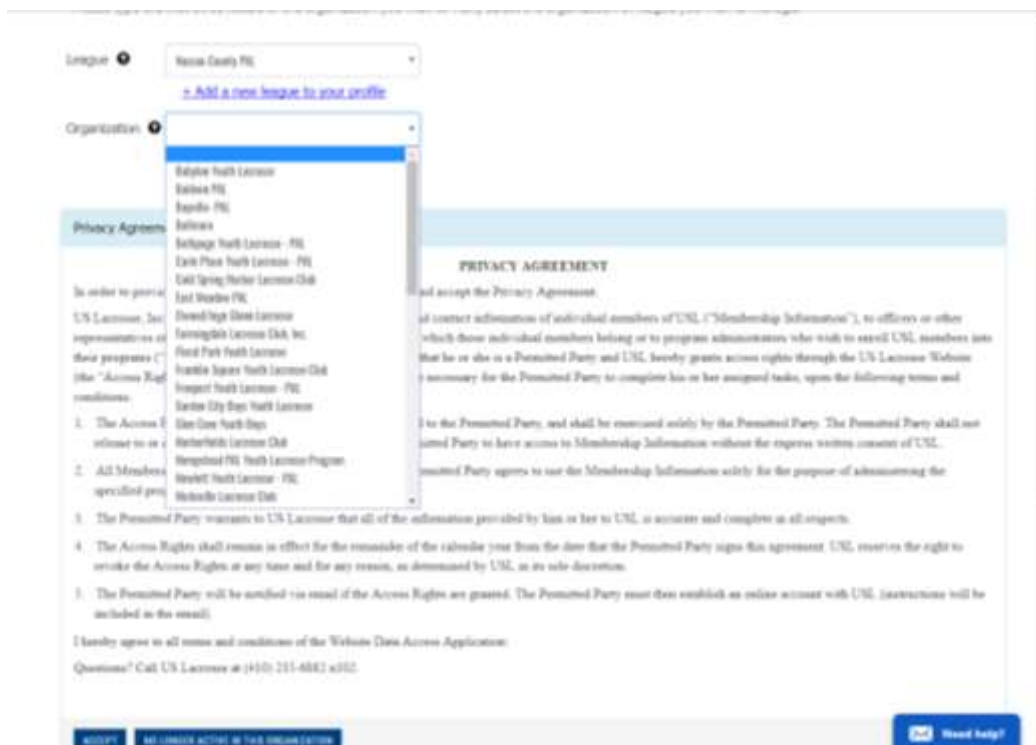 League
Nassau County PAL
+ Add a new league to your profile
Organization
Babylon Youth Lacrosse
Baldwin PAL
Bellmore
Bethpage Youth Lacrosse - PAL
Carle Place Youth Lacrosse - PAL
Cold Spring Harbor Lacrosse Club
East Meadow PAL
Elwood/Inga Glenn Lacrosse
Farmingdale Lacrosse Club, Inc.
Floral Park Youth Lacrosse
Franklin Square Youth Lacrosse Club
Freeport Youth Lacrosse - PAL
Garden City Boys Youth Lacrosse
Glen Cove Youth Boys
Harborfields Lacrosse Club
Hempstead PAL Youth Lacrosse Program
Hewlett Youth Lacrosse - PAL
Hicksville Lacrosse Club
Privacy Agreem
PRIVACY AGREEMENT
In order to provi
nd accept the Privacy Agreement.
US Lacrosse, Inc
d contact information of individual members of USL ("Membership Information"), to officers or other
representatives o
which those individual members belong or to program administrators who wish to enroll USL members into
their programs ("
that he or she is a Permitted Party and USL hereby grants access rights through the US Lacrosse Website
(the "Access Righ
necessary for the Permitted Party to complete his or her assigned tasks, upon the following terms and
conditions.
1. The Access R
d to the Permitted Party, and shall be exercised solely by the Permitted Party. The Permitted Party shall not
release to or a
itted Party to have access to Membership Information without the express written consent of USL.
2. All Members
rmitted Party agrees to use the Membership Information solely for the purpose of administering the
specified prog
3. The Permitted Party warrants to US Lacrosse that all of the information provided by him or her to USL is accurate and complete in all respects.
4. The Access Rights shall remain in effect for the remainder of the calendar year from the date that the Permitted Party signs this agreement. USL reserves the right to
revoke the Access Rights at any time and for any reason, as determined by USL in its sole discretion.
5. The Permitted Party will be notified via email if the Access Rights are granted. The Permitted Party must then establish an online account with USL (instructions will be
included in the email).
I hereby agree to all terms and conditions of the Website Data Access Application:
Questions? Call US Lacrosse at (410) 235-6882 x102.
ACCEPT
NO LONGER ACTIVE IN THIS ORGANIZATION
Need help?